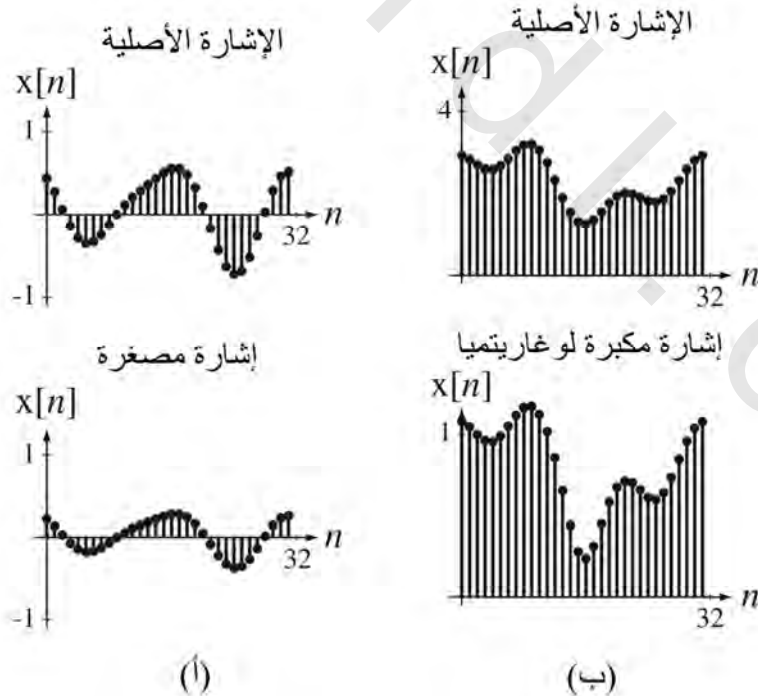 الإشارة الأصلية
x[n]
1
n
32
-1
الإشارة الأصلية
x[n]
4
n
32
إشارة مصغرة
x[n]
1
n
32
-1
إشارة مكبرة لوغاريتميا
x[n]
1
n
32
(أ)
(ب)